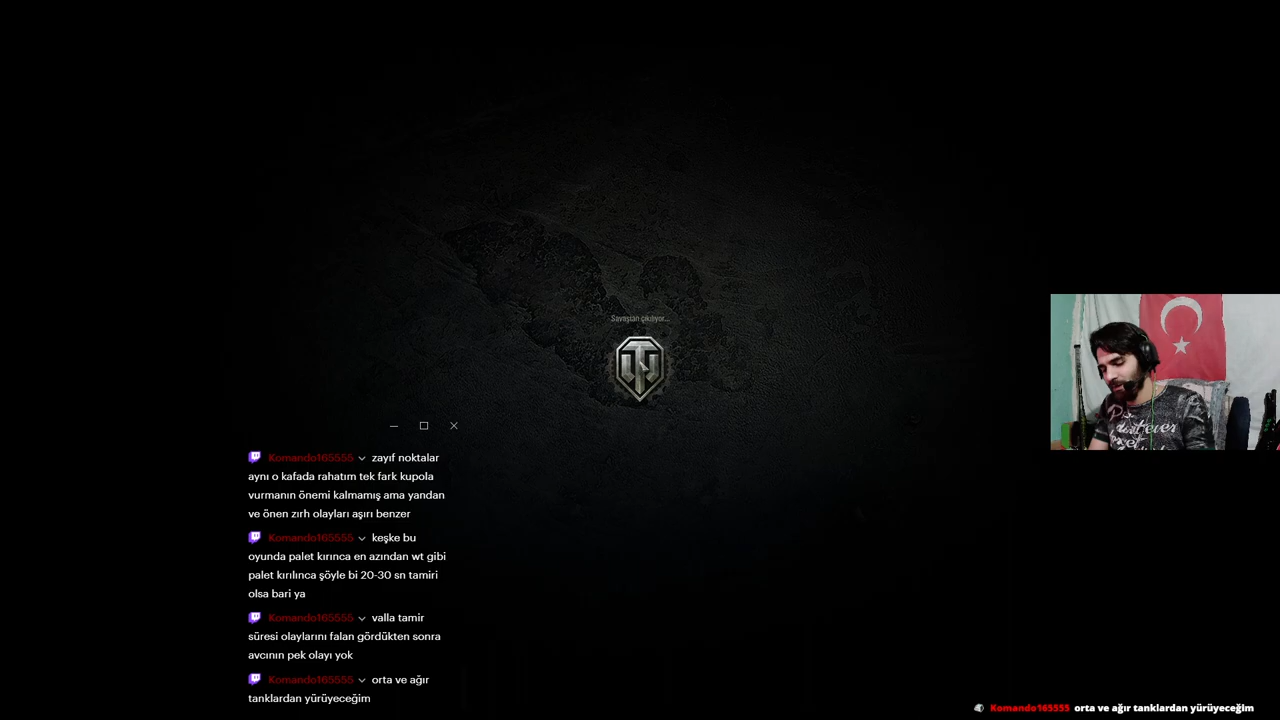 Savaştan çıkılıyor...
Komando165555 zayıf noktalar
aynı o kafada rahatım tek fark kupola
vurmanın önemi kalmamış ama yandan
ve önen zırh olayları aşırı benzer
Komando165555 keşke bu
oyunda palet kırınca en azından wt gibi
palet kırılınca şöyle bi 20-30 sn tamiri
olsa bari ya
Komando165555 valla tamir
süresi olaylarını falan gördükten sonra
avcının pek olayı yok
Komando165555 orta ve ağır
tanklardan yürüyeceğim
Komando165555 orta ve ağır tanklardan yürüyeceğim